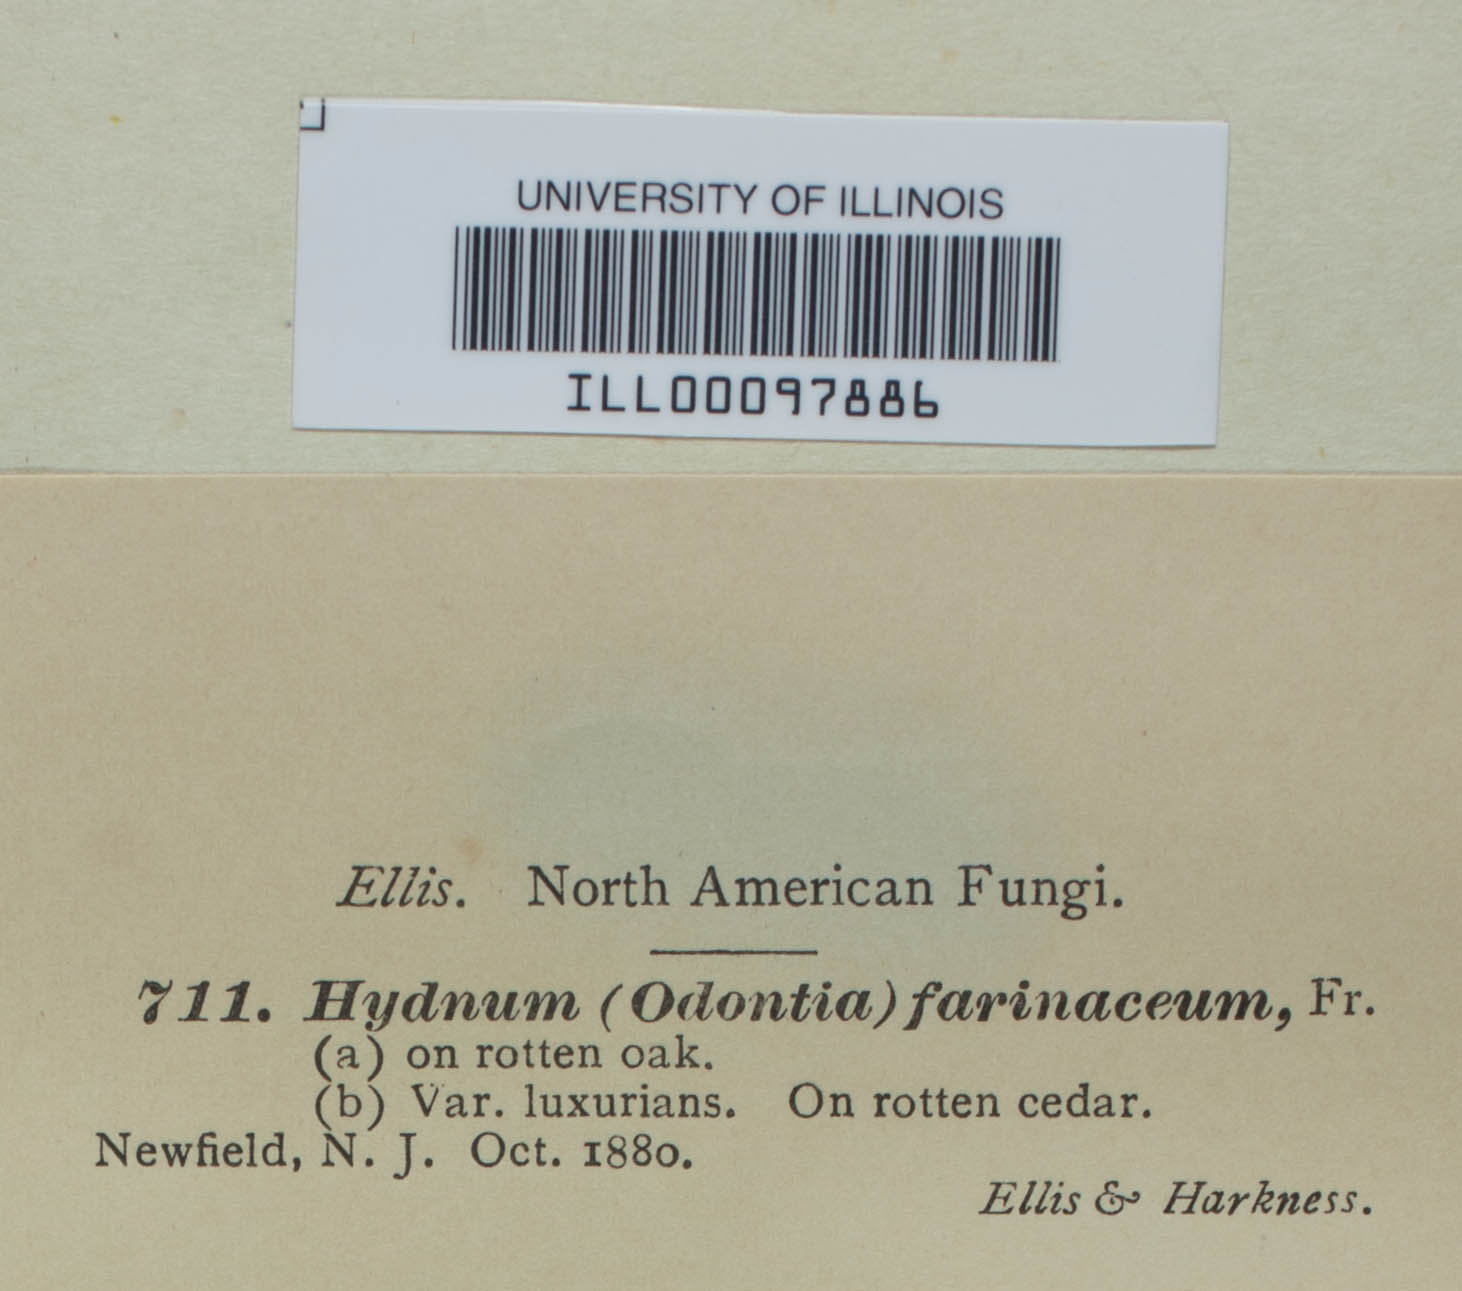 UNIVERSITY OF ILLINOIS
ILL00097886
Ellis. North American Fungi.
711. Hydnum (Odontia) farinaceum, Fr.
(a) on rotten oak.
(b) Var. luxurians. On rotten cedar.
Newfield, N. J. Oct. 1880.
Ellis & Harkness.